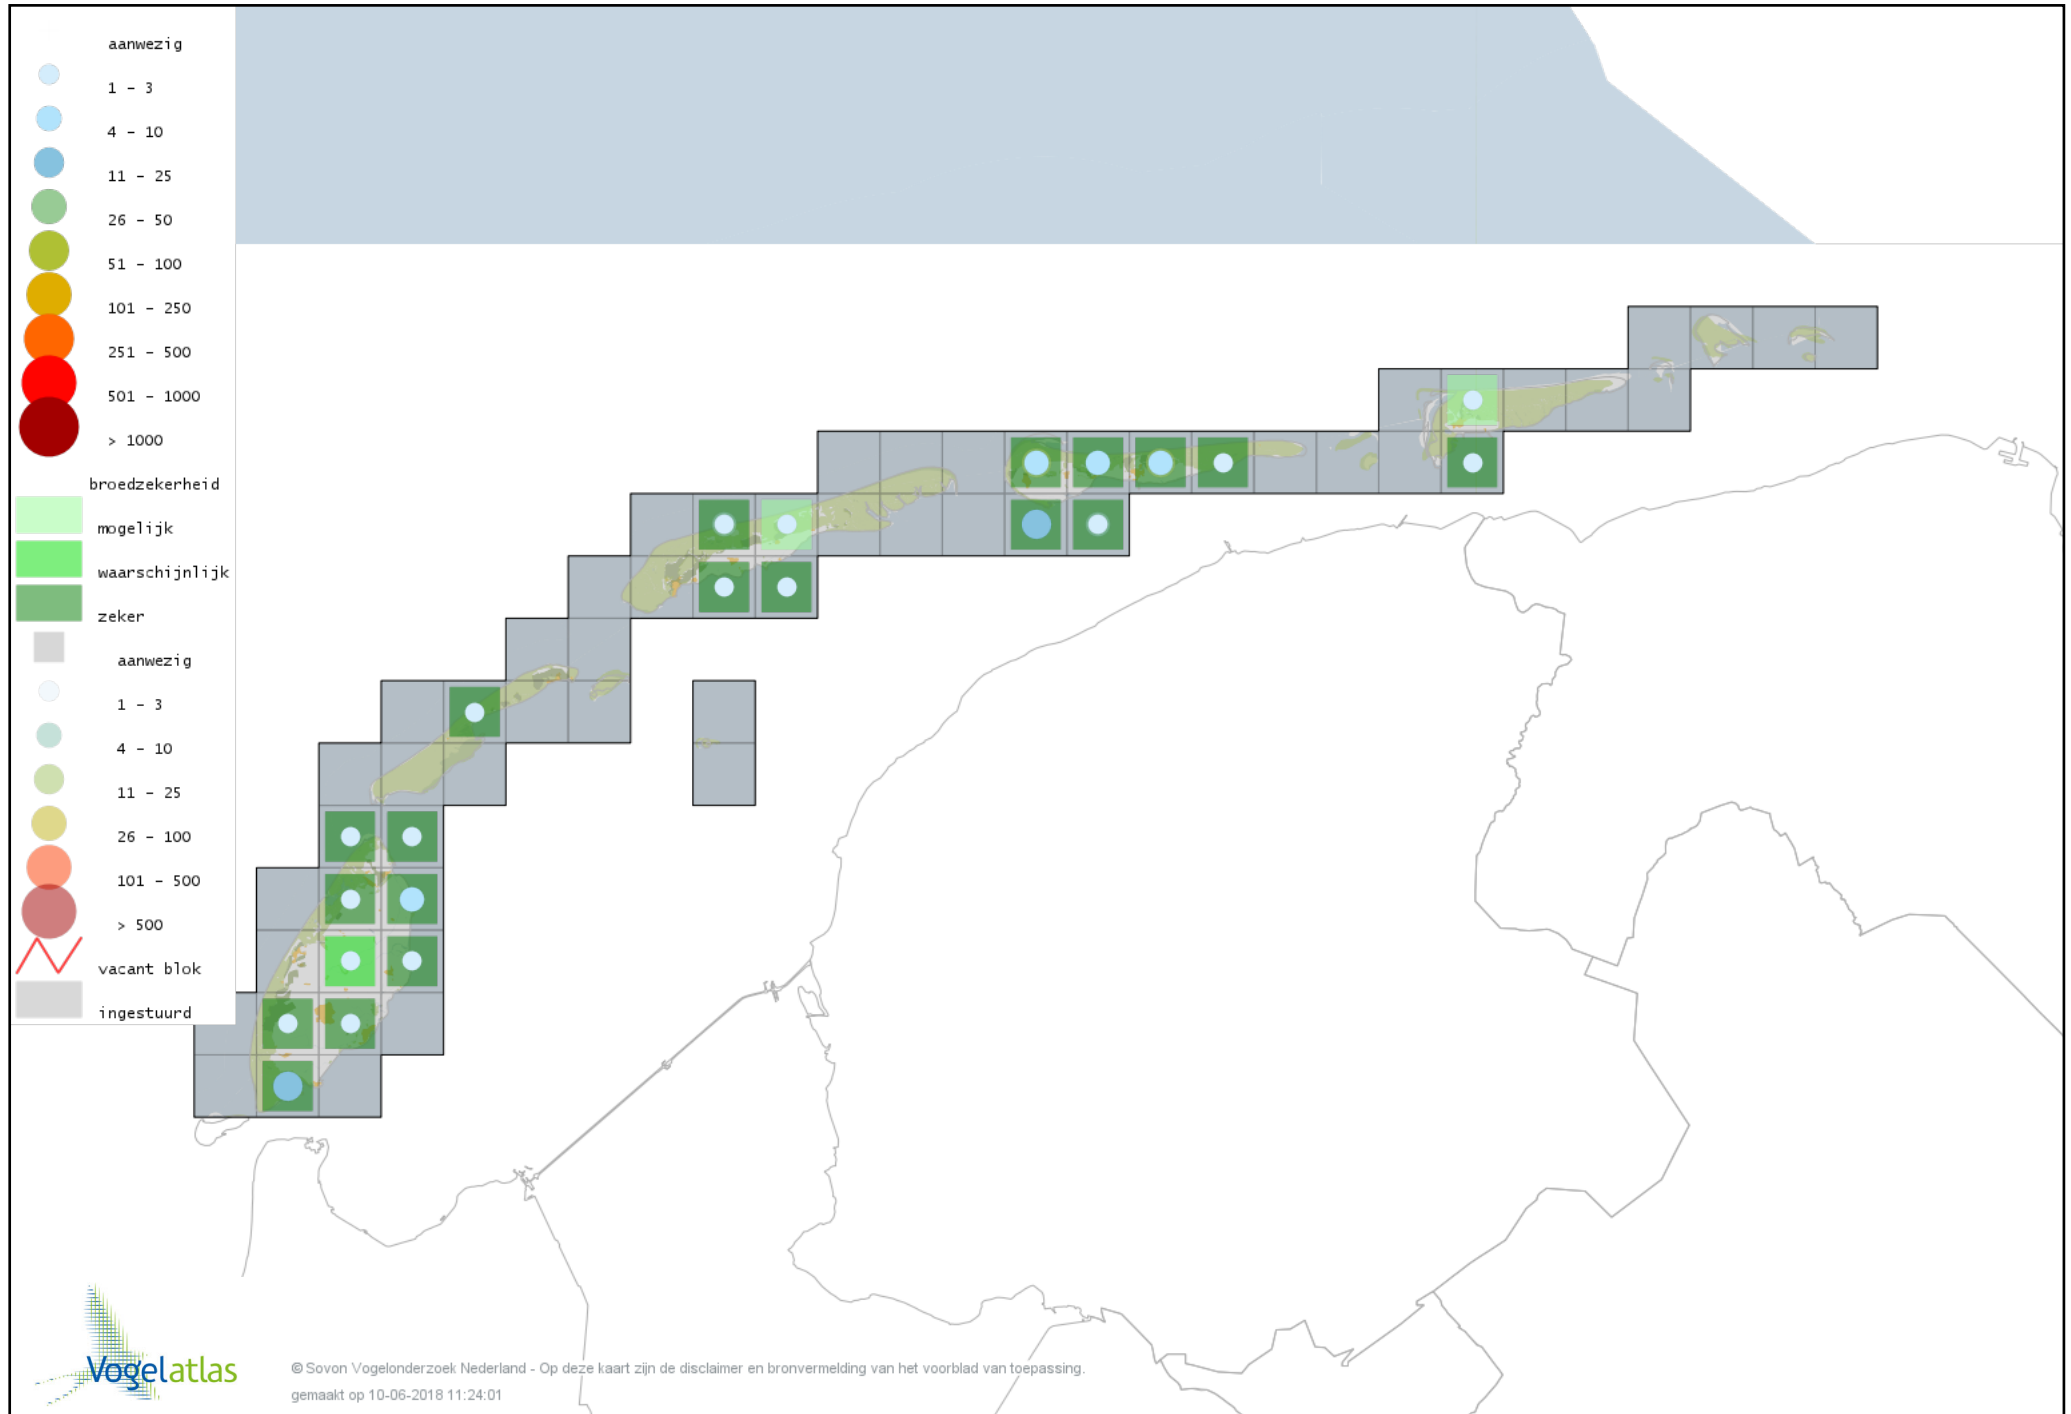 aanwezig
1 - 3
4 - 10
11 - 25
26 - 50
51 - 100
101 - 250
251 - 500
501 - 1000
> 1000
broedzekerheid
mogelijk
waarschijnlijk
zeker
aanwezig
1 - 3
4 - 10
11 - 25
26 - 100
101 - 500
> 500
vacant blok
ingestuurd
Vogelatlas
© Sovon Vogelonderzoek Nederland - Op deze kaart zijn de disclaimer en bronvermelding van het voorblad van toepassing.
gemaakt op 10-06-2018 11:24:01